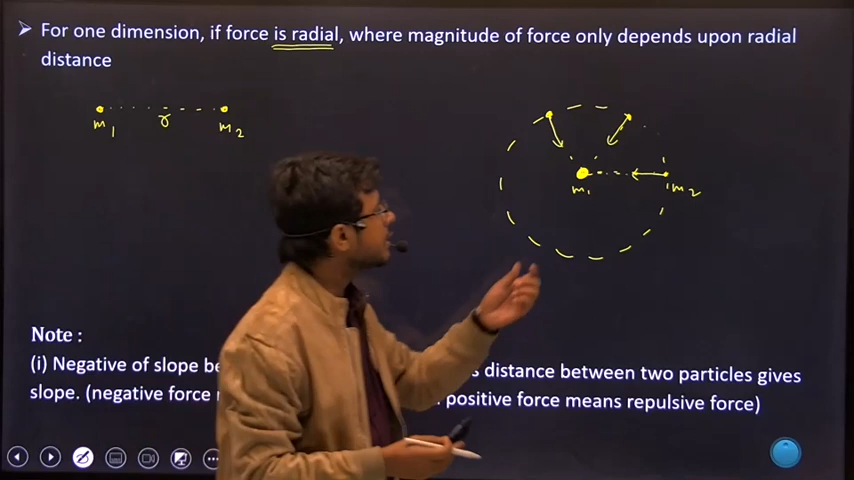 For one dimension, if force is radial, where magnitude of force only depends upon radial
distance
m1 r m2
m1 m2
Note :
(i) Negative of slope be distance between two particles gives
slope. (negative force positive force means repulsive force)